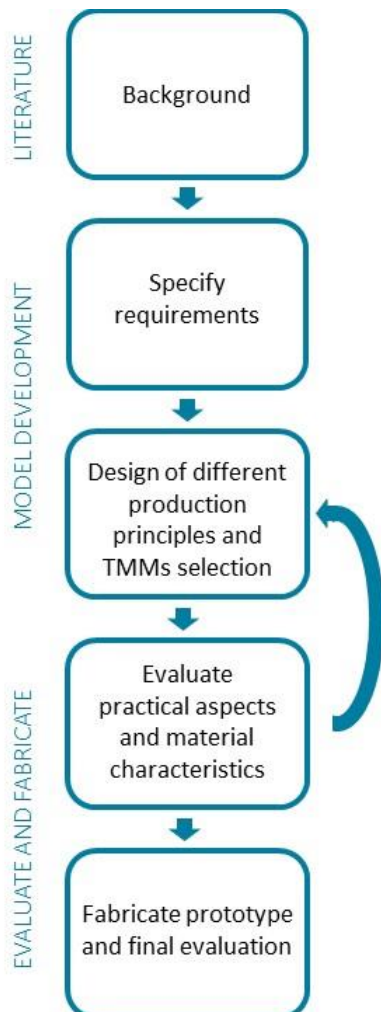 LITERATURE
Background
MODEL DEVELOPMENT
Specify
requirements
Design of different
production
principles and
TMMs selection
EVALUATE AND FABRICATE
Evaluate
practical aspects
and material
characteristics
Fabricate prototype
and final evaluation